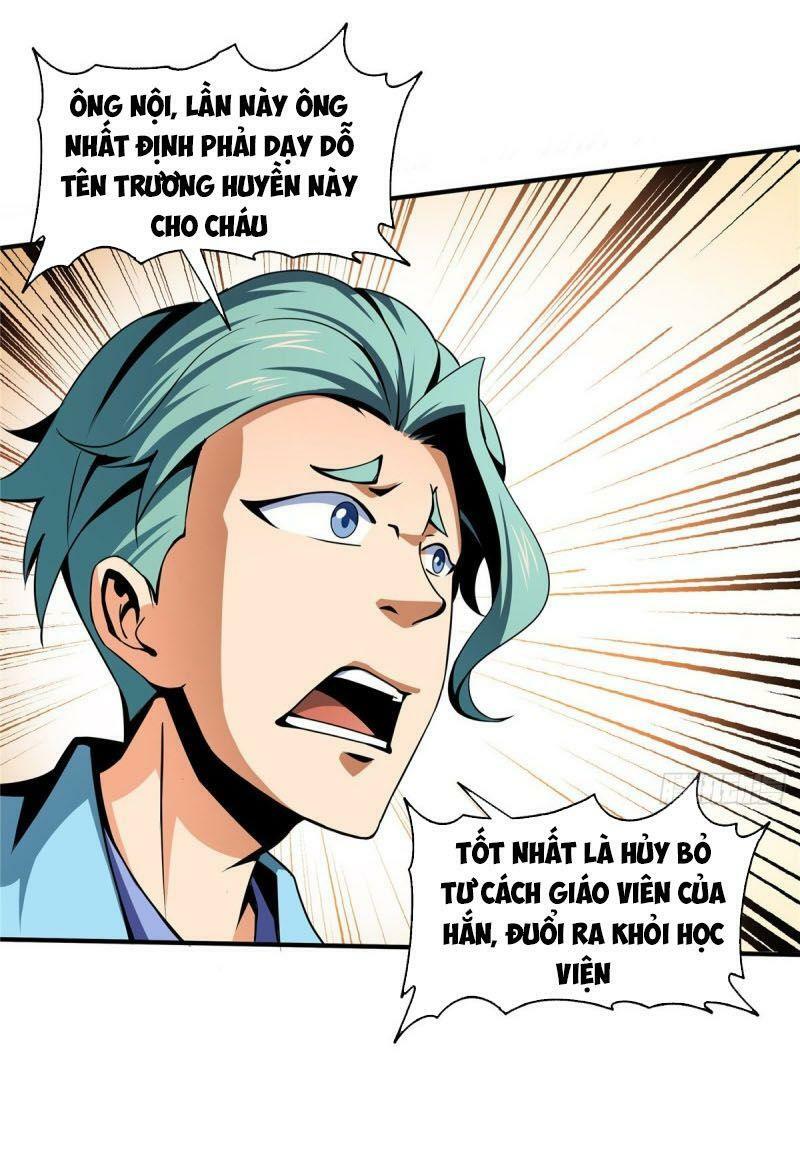 ÔNG NỘI, LẦN NÀY ÔNG
NHẤT ĐỊNH PHẢI DẠY DỖ
TÊN TRƯƠNG HUYỀN NÀY
CHO CHÁU
TỐT NHẤT LÀ HỦY BỎ
TƯ CÁCH GIÁO VIÊN CỦA
HẮN, ĐUỔI RA KHỎI HỌC
VIỆN